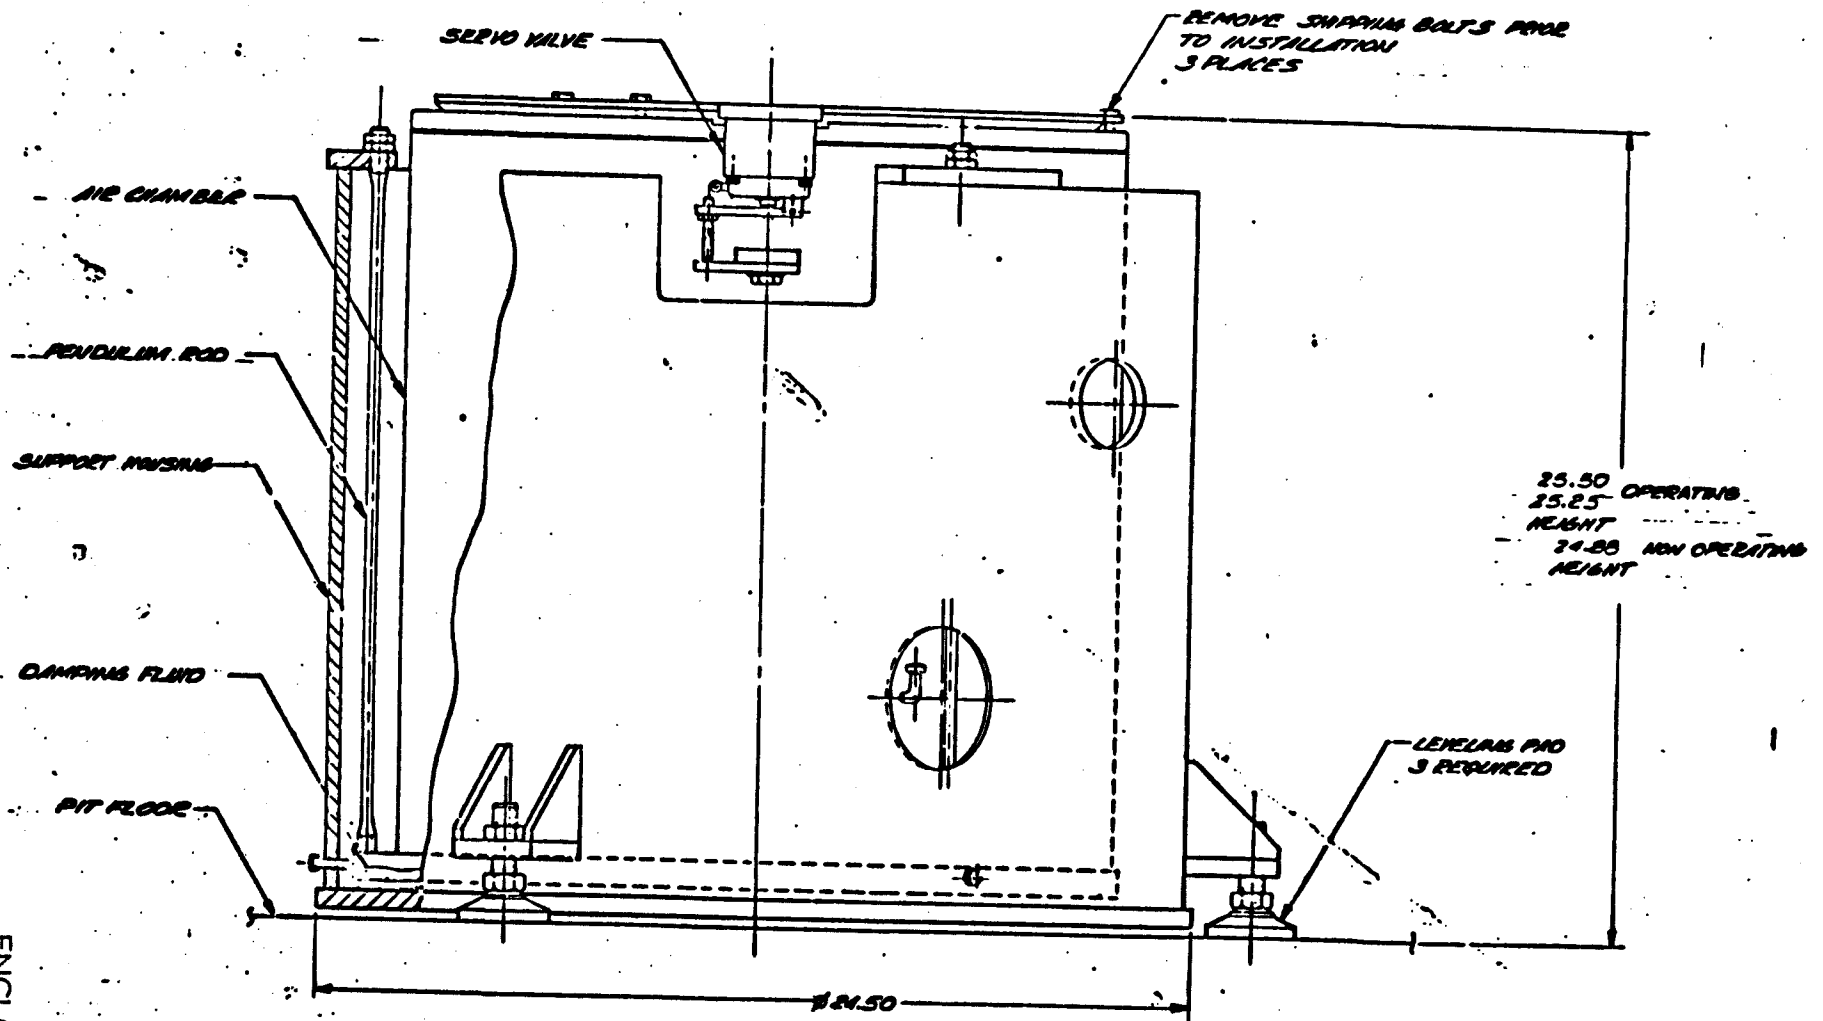 SERVO VALVE
REMOVE SHIPPING BOLTS PRIOR
TO INSTALLATION
3 PLACES
AIR CHAMBER
PENDULUM ROD
SUPPORT HOUSING
25.50 OPERATING
25.25
HEIGHT
24.88 NON OPERATING
HEIGHT
DAMPING FLUID
LEVELING PAD
3 REQUIRED
PIT FLOOR
24.50